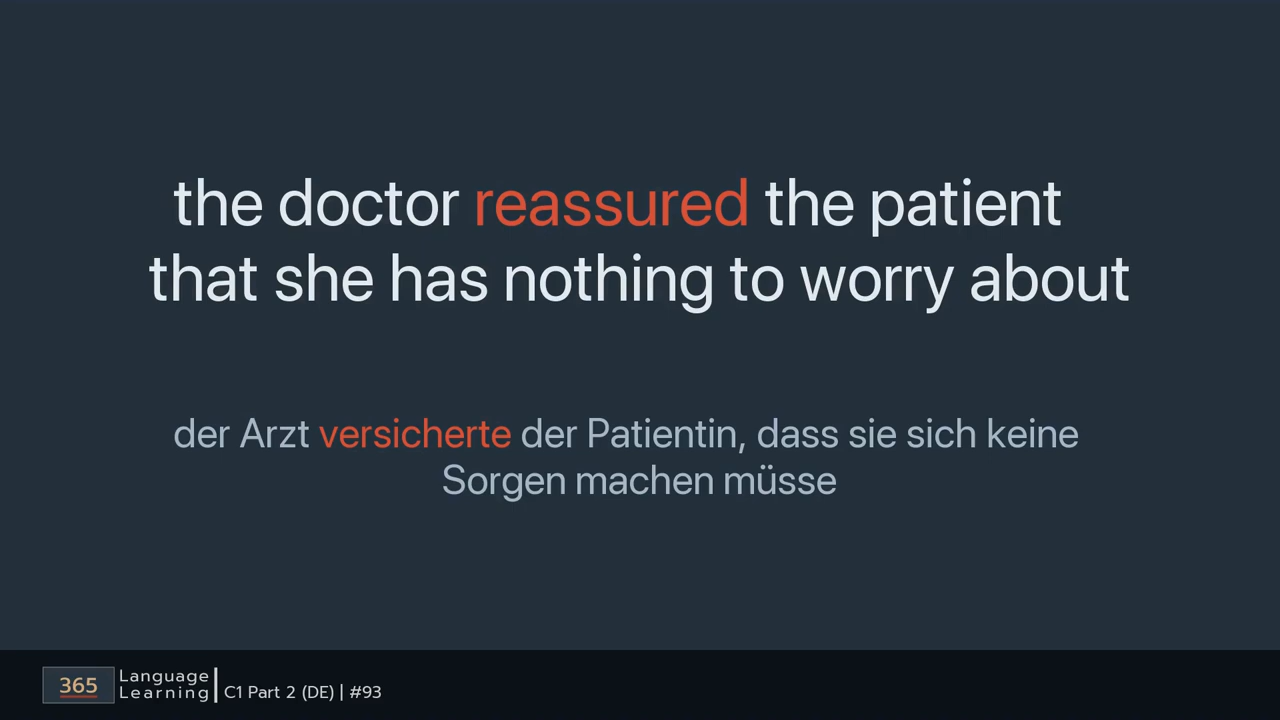 the doctor reassured the patient
that she has nothing to worry about
der Arzt versicherte der Patientin, dass sie sich keine
Sorgen machen müsse
365
Language
Learning
C1 Part 2 (DE) | #93